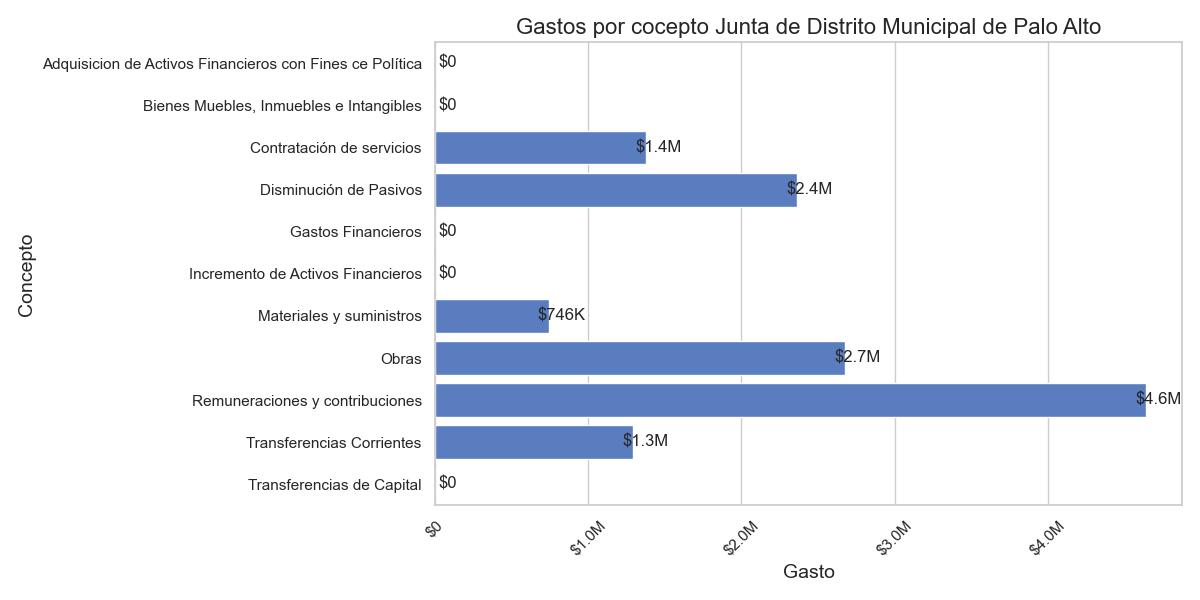 Gastos por cocepto Junta de Distrito Municipal de Palo Alto
Concepto
Adquisicion de Activos Financieros con Fines ce Política $0
Bienes Muebles, Inmuebles e Intangibles $0
Contratación de servicios $1.4M
Disminución de Pasivos $2.4M
Gastos Financieros $0
Incremento de Activos Financieros $0
Materiales y suministros $746K
Obras $2.7M
Remuneraciones y contribuciones $4.6M
Transferencias Corrientes $1.3M
Transferencias de Capital $0
$0 $1.0M $2.0M $3.0M $4.0M
Gasto